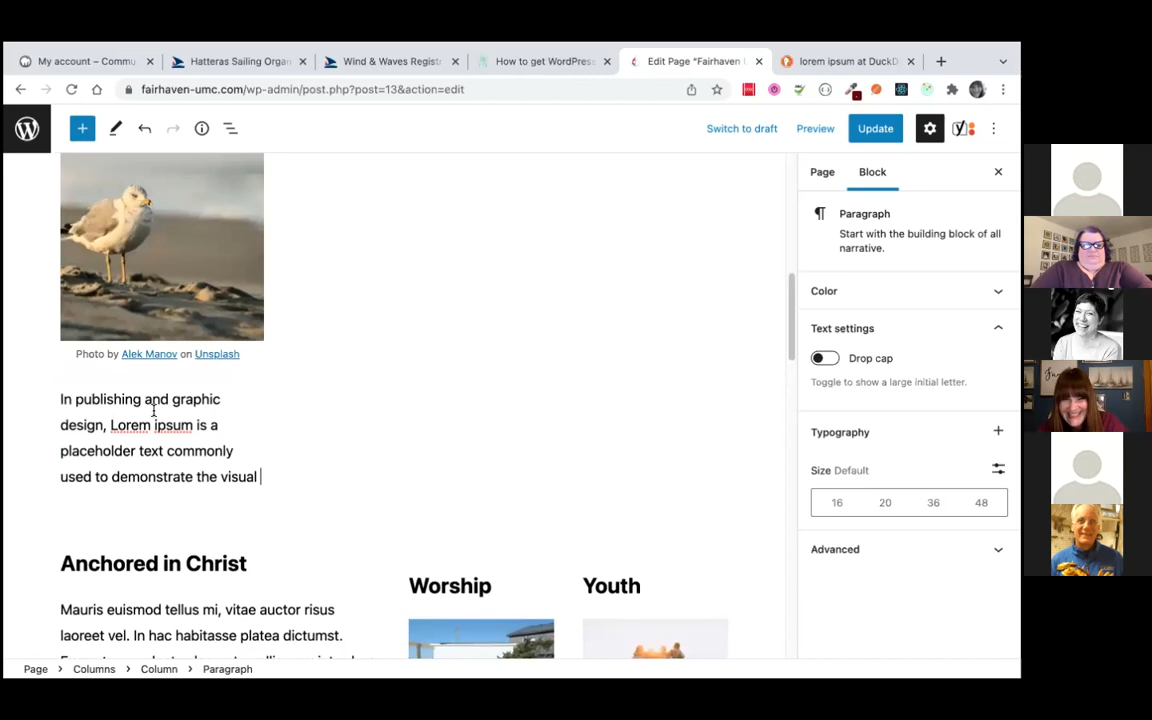 My account – Commu
Hatteras Sailing Organ
Wind & Waves Registr
How to get WordPress
Edit Page “Fairhaven
lorem ipsum at DuckD
fairhaven-umc.com/wp-admin/post.php?post=13&action=edit
Switch to draft
Preview
Update
Page
Block
Paragraph
Start with the building block of all
narrative.
Color
Text settings
Drop cap
Toggle to show a large initial letter.
Typography
Size Default
16 20 36 48
Advanced
Photo by Alek Manov on Unsplash
In publishing and graphic
design, Lorem ipsum is a
placeholder text commonly
used to demonstrate the visual
Anchored in Christ
Mauris euismod tellus mi, vitae auctor risus
laoreet vel. In hac habitasse platea dictumst.
Worship
Youth
Page > Columns > Column > Paragraph